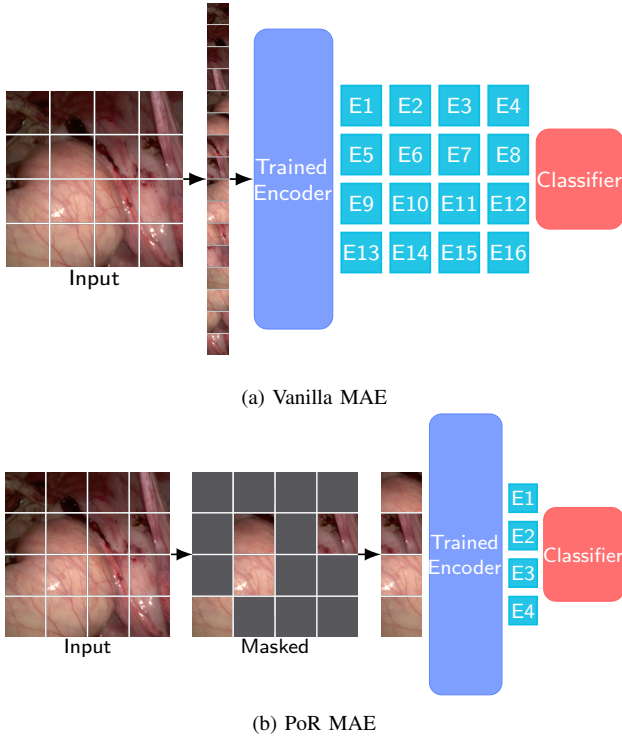 Input
Trained
Encoder
E1 E2 E3 E4
E5 E6 E7 E8
E9 E10 E11 E12
E13 E14 E15 E16
Classifier
(a) Vanilla MAE
Input
Masked
Trained
Encoder
E1
E2
E3
E4
Classifier
(b) PoR MAE